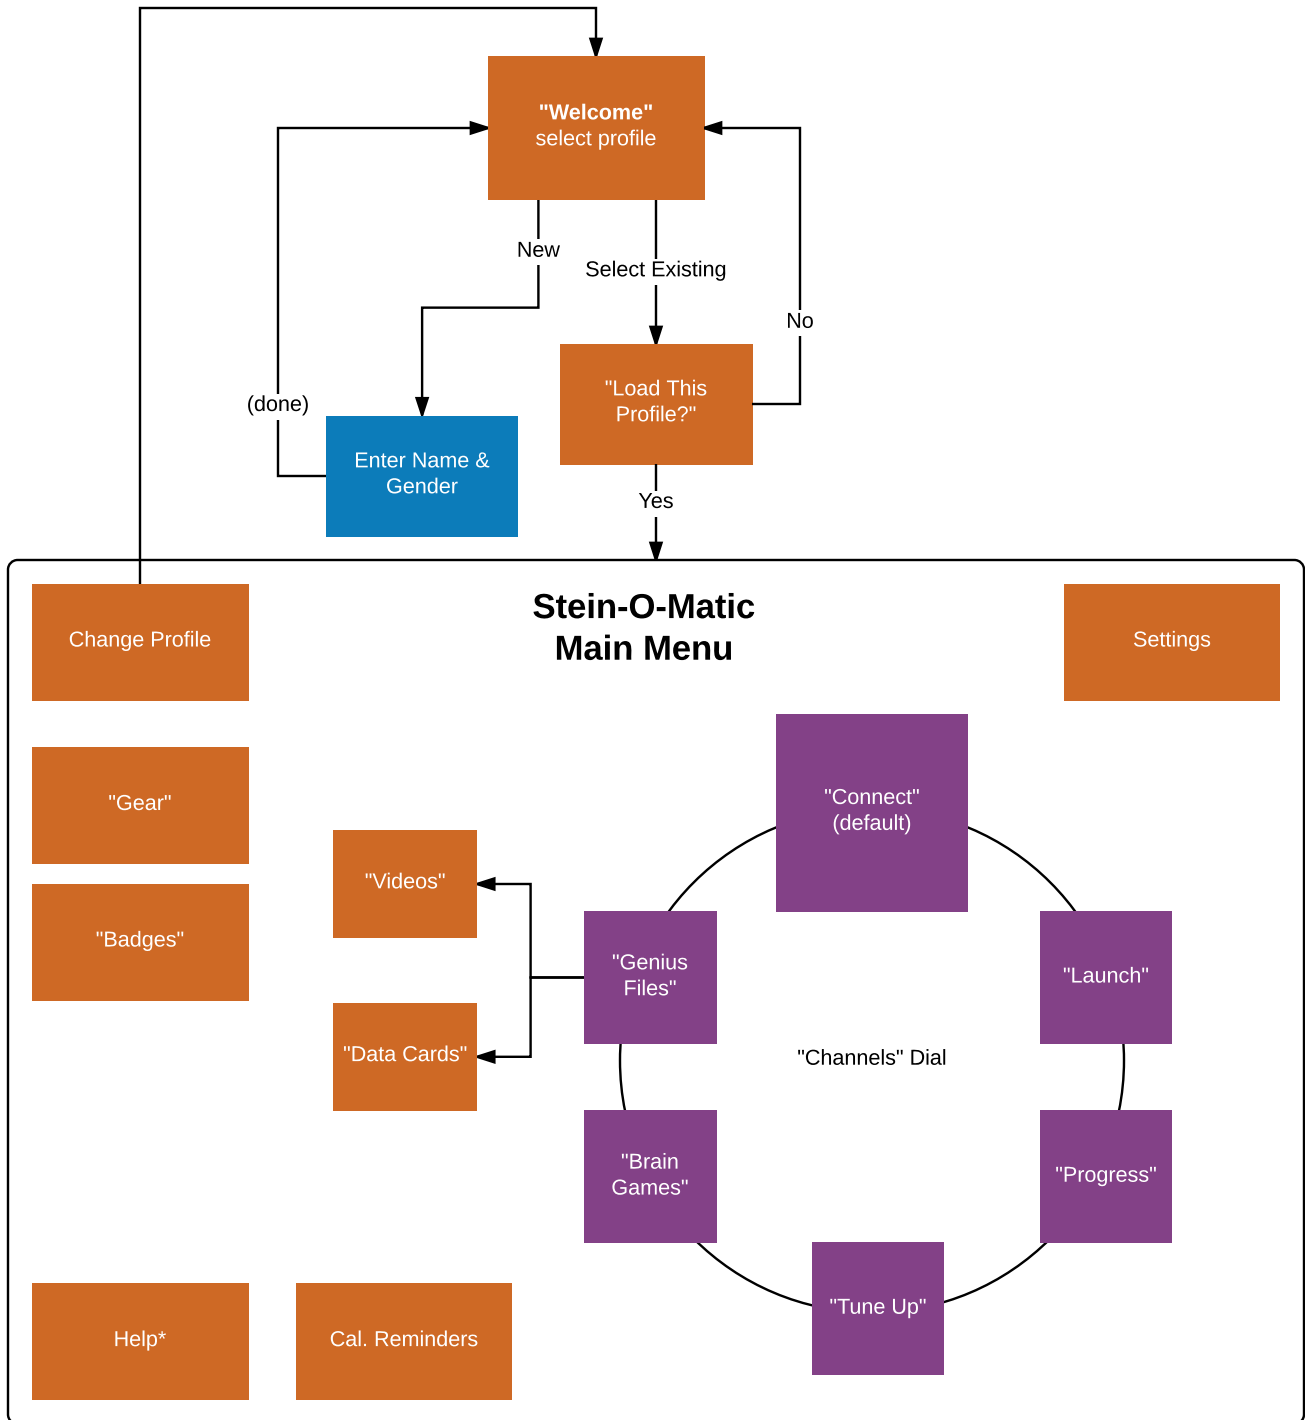 "Welcome"
select profile
New
Select Existing
No
"Load This
Profile?"
(done)
Enter Name &
Gender
Yes
Stein-O-Matic
Main Menu
Change Profile
Settings
"Gear"
"Connect"
(default)
"Videos"
"Badges"
"Genius
Files"
"Launch"
"Data Cards"
"Channels" Dial
"Brain
Games"
"Progress"
"Tune Up"
Help*
Cal. Reminders